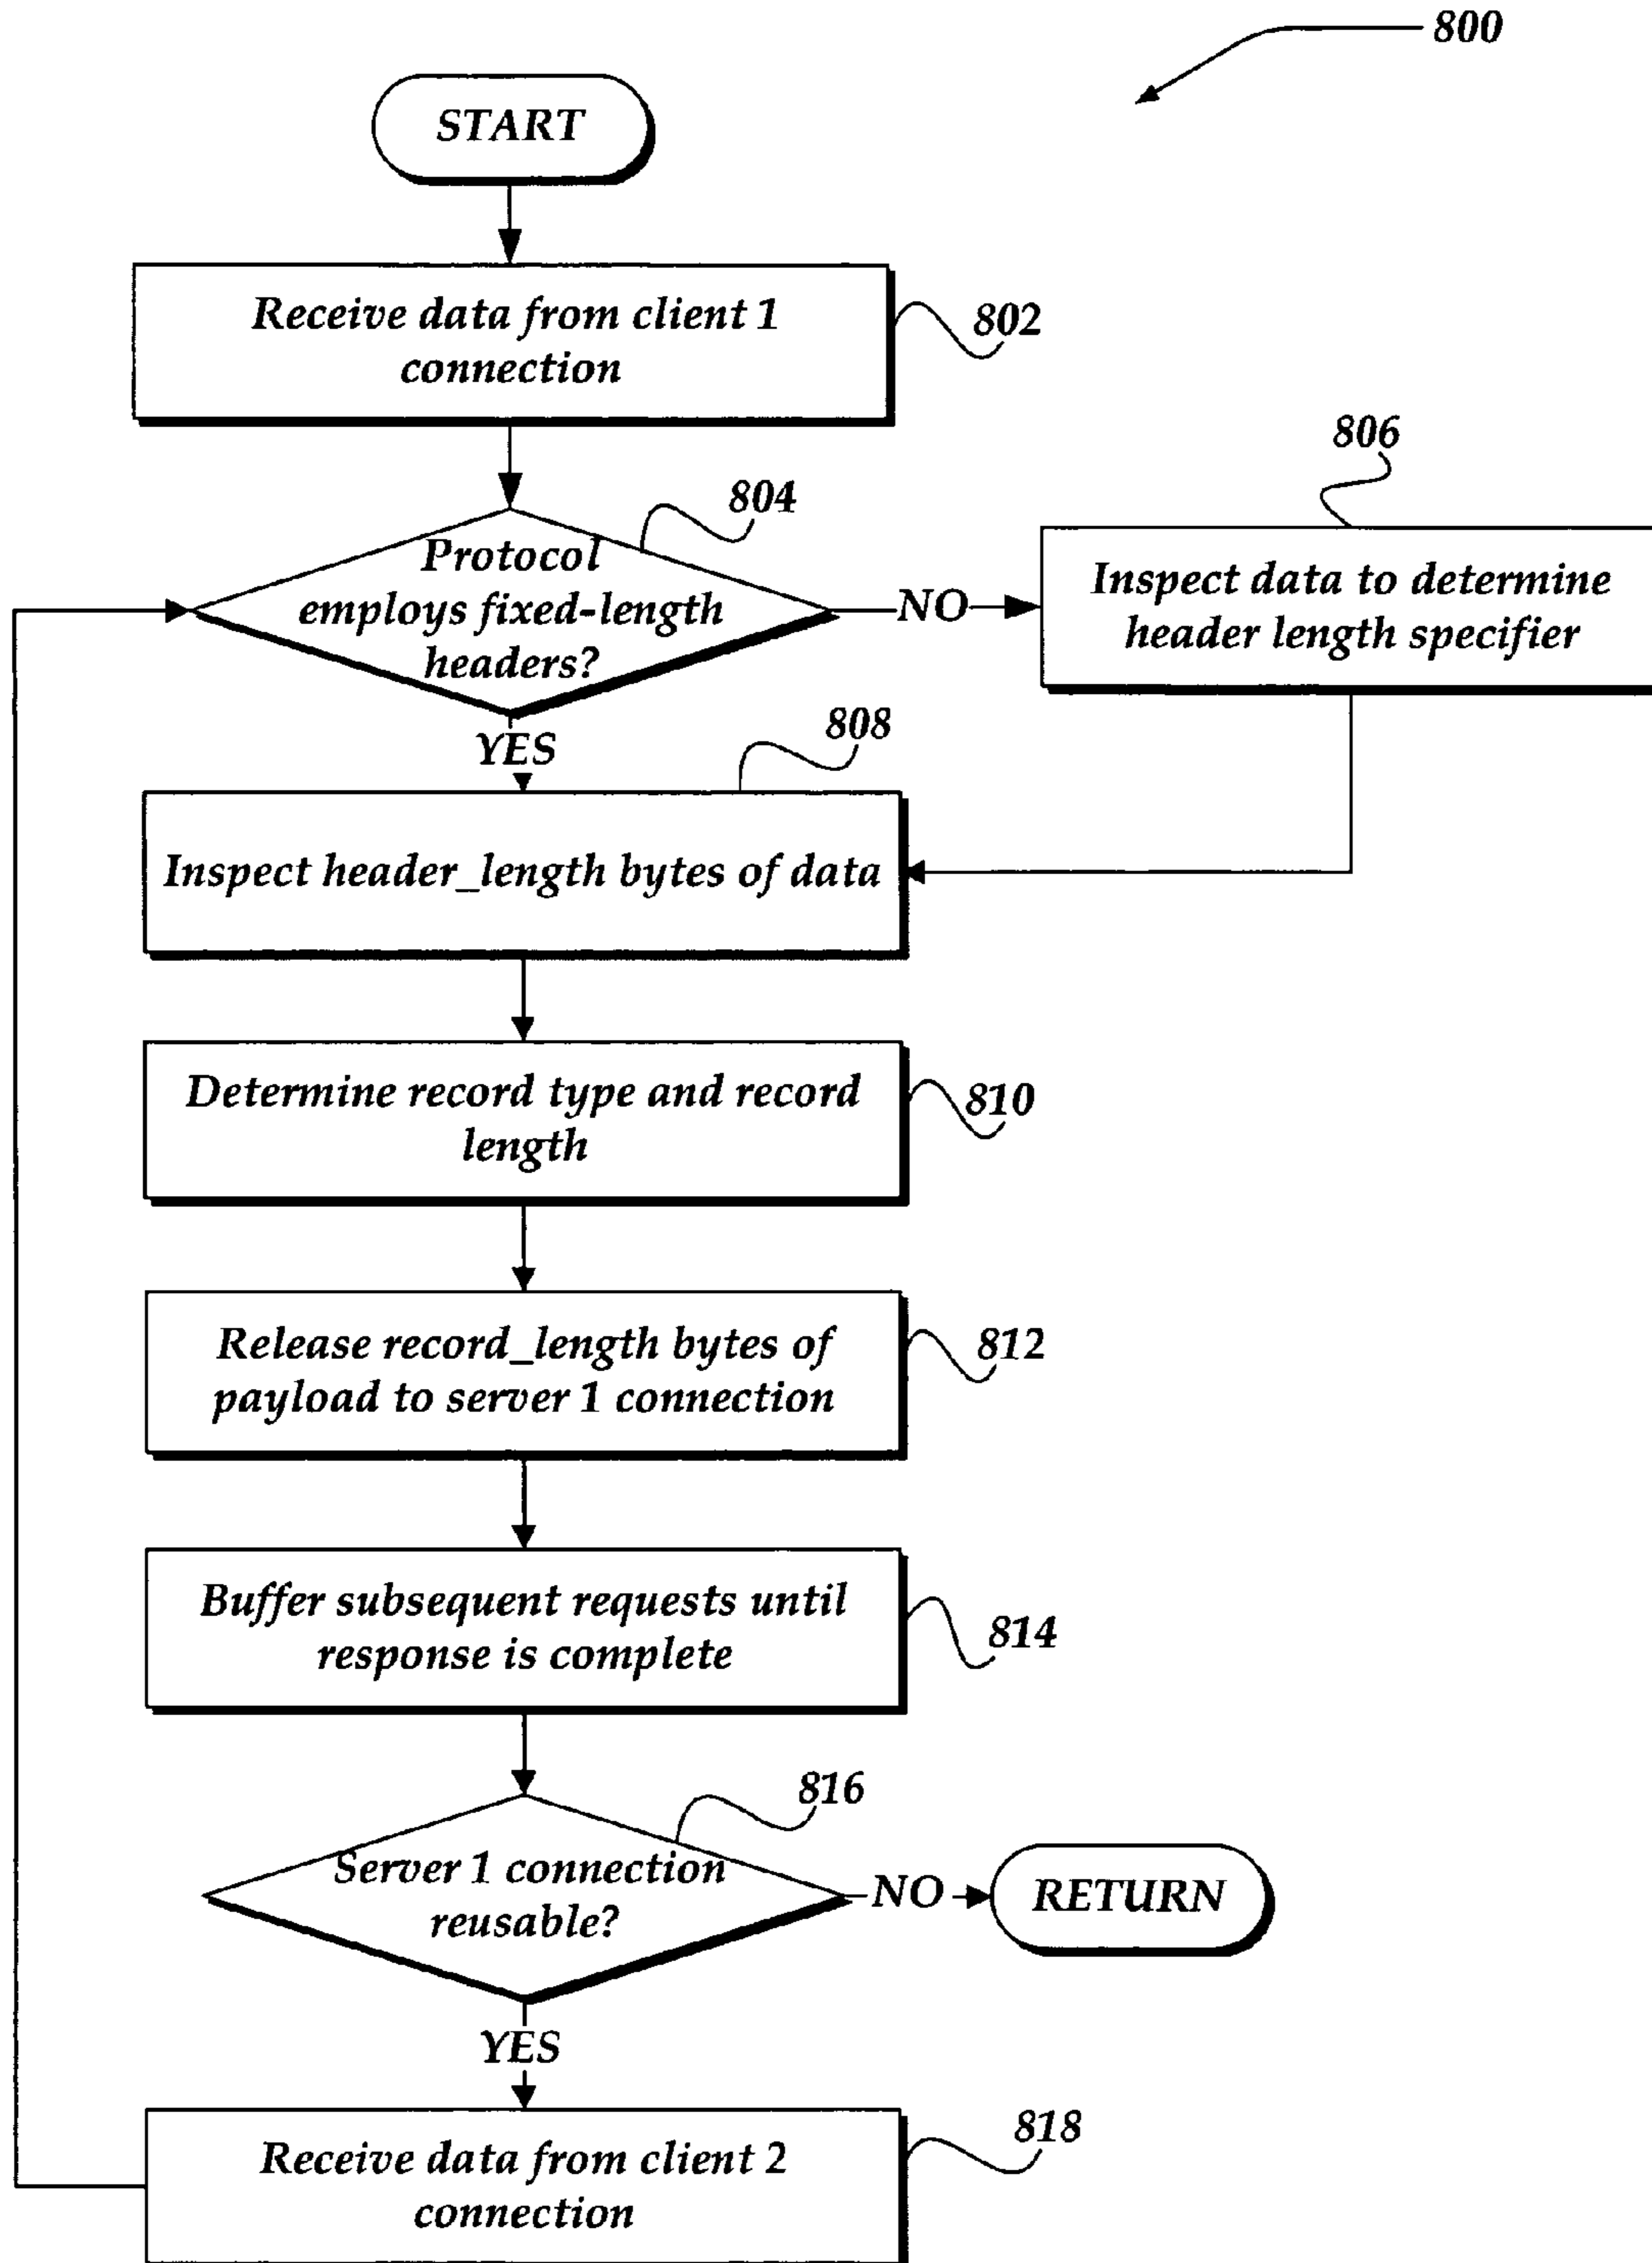 800
START
Receive data from client 1
connection
802
804
Protocol
employs fixed-length
headers?
NO
806
Inspect data to determine
header length specifier
YES
808
Inspect header_length bytes of data
Determine record type and record
length
810
Release record_length bytes of
payload to server 1 connection
812
Buffer subsequent requests until
response is complete
814
816
Server 1 connection
reusable?
NO
RETURN
YES
Receive data from client 2
connection
818